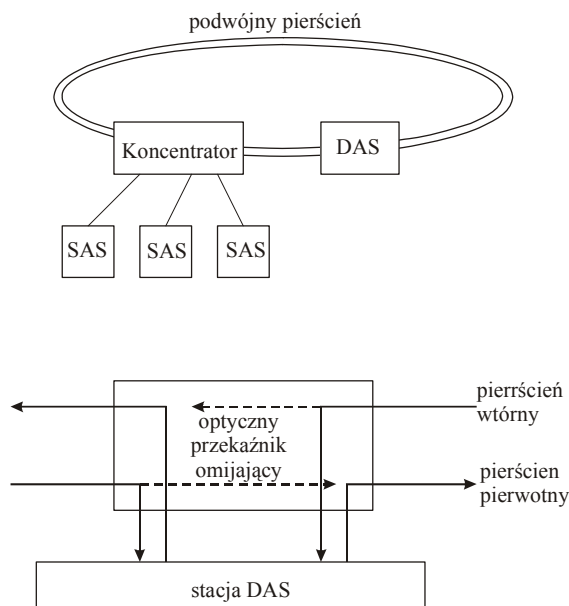 podwójny pierścień
Koncentrator
DAS
SAS
SAS
SAS
optyczny
przekaźnik
omijający
pierrścień
wtórny
pierścien
pierwotny
stacja DAS